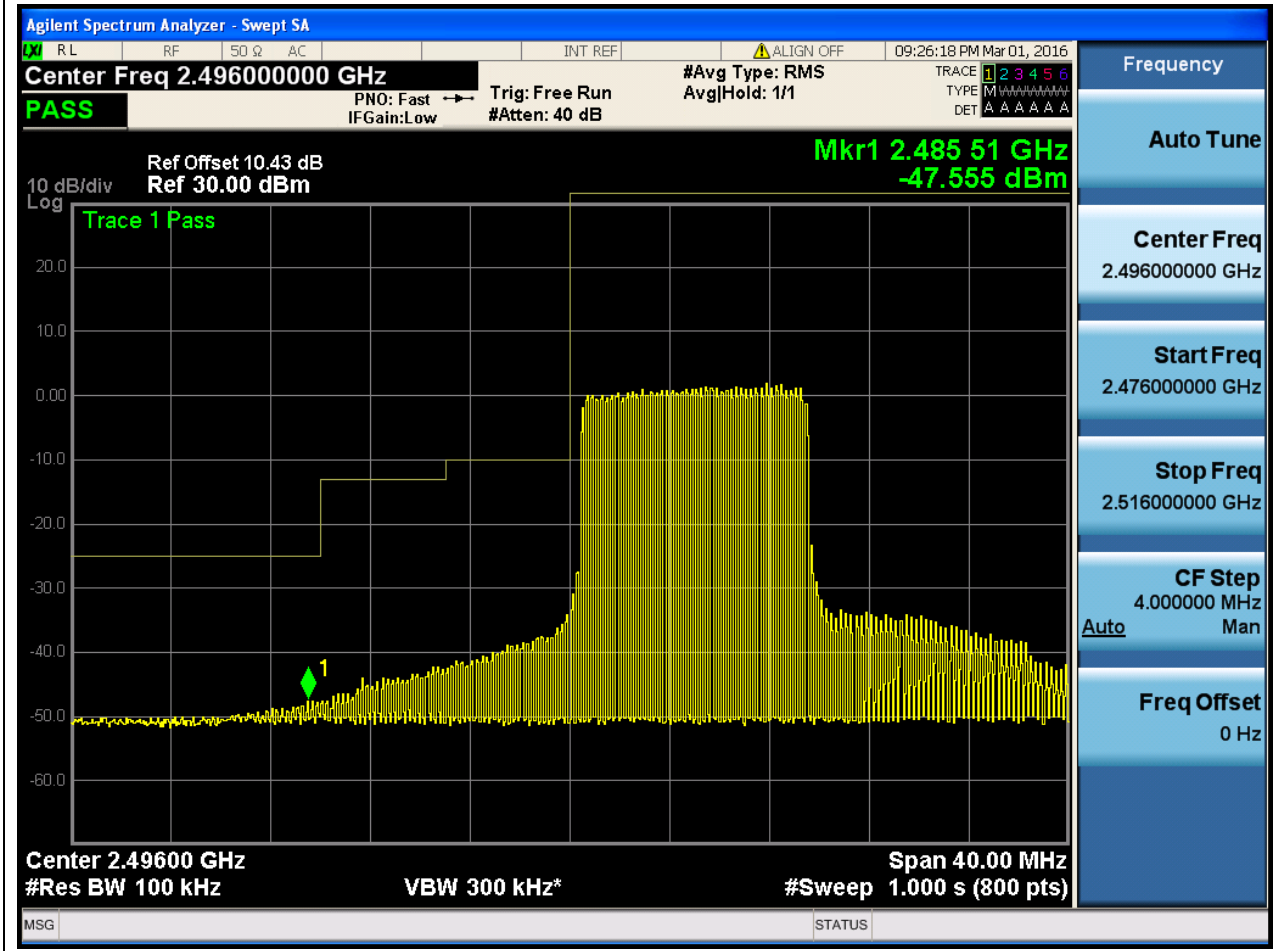 Agilent Spectrum Analyzer - Swept SA
LXI RL RF 50 Ω AC INT REF ALIGN OFF 09:26:18 PM Mar 01, 2016
Center Freq 2.496000000 GHz
PASS
PNO: Fast
IFGain:Low
Trig: Free Run
#Atten: 40 dB
#Avg Type: RMS
Avg|Hold: 1/1
TRACE 1 2 3 4 5 6
TYPE M WWWWW
DET A A A A A A
Mkr1 2.485 51 GHz
-47.555 dBm
Ref Offset 10.43 dB
10 dB/div Ref 30.00 dBm
Log
Trace 1 Pass
20.0
10.0
0.00
-10.0
-20.0
-30.0
-40.0
-50.0
-60.0
1
Center 2.49600 GHz Span 40.00 MHz
#Res BW 100 kHz VBW 300 kHz* #Sweep 1.000 s (800 pts)
MSG STATUS
Frequency
Auto Tune
Center Freq
2.496000000 GHz
Start Freq
2.476000000 GHz
Stop Freq
2.516000000 GHz
CF Step
4.000000 MHz
Auto Man
Freq Offset
0 Hz